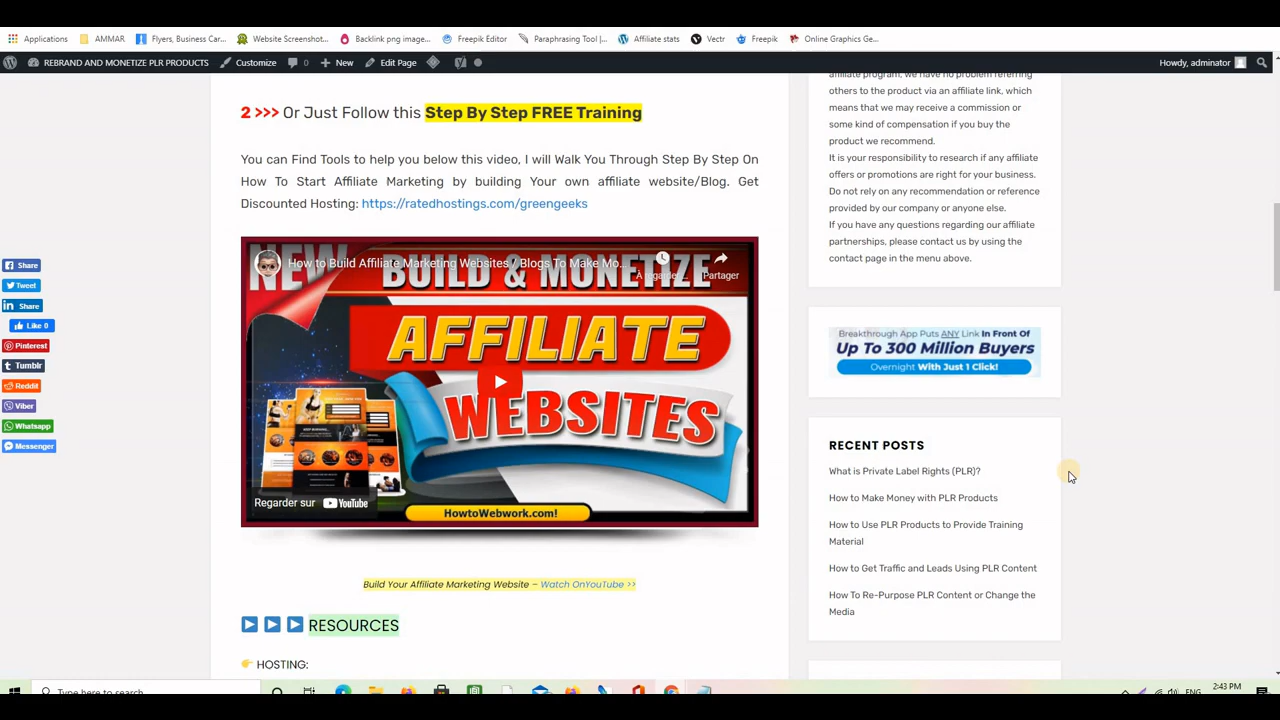 Applications AMMAR Flyers, Business Car... Website Screenshot... Backlink png image... Freepik Editor Paraphrasing Tool |... Affiliate stats Vectr Freepik Online Graphics Ge...
REBRAND AND MONETIZE PLR PRODUCTS Customize 0 New Edit Page Howdy, adminator
2 >>> Or Just Follow this Step By Step FREE Training
You can Find Tools to help you below this video, I will Walk You Through Step By Step On
How To Start Affiliate Marketing by building Your own affiliate website/Blog. Get
Discounted Hosting: https://ratedhostings.com/greengeeks
Share
Tweet
Share
Like 0
Pinterest
Tumblr
Reddit
Viber
Whatsapp
Messenger
How to Build Affiliate Marketing Websites / Blogs To Make Mo...
À regarder ... Partager
NEW BUILD & MONETIZE
AFFILIATE
WEBSITES
Regarder sur YouTube
HowtoWebwork.com!
Build Your Affiliate Marketing Website – Watch OnYouTube >>
RESOURCES
HOSTING:
affiliate program, we have no problem referring
others to the product via an affiliate link, which
means that we may receive a commission or
some kind of compensation if you buy the
product we recommend.
It is your responsibility to research if any affiliate
offers or promotions are right for your business.
Do not rely on any recommendation or reference
provided by our company or anyone else.
If you have any questions regarding our affiliate
partnerships, please contact us by using the
contact page in the menu above.
Breakthrough App Puts ANY Link In Front Of
Up To 300 Million Buyers
Overnight With Just 1 Click!
RECENT POSTS
What is Private Label Rights (PLR)?
How to Make Money with PLR Products
How to Use PLR Products to Provide Training
Material
How to Get Traffic and Leads Using PLR Content
How To Re-Purpose PLR Content or Change the
Media
Type here to search
ENG 2:43 PM